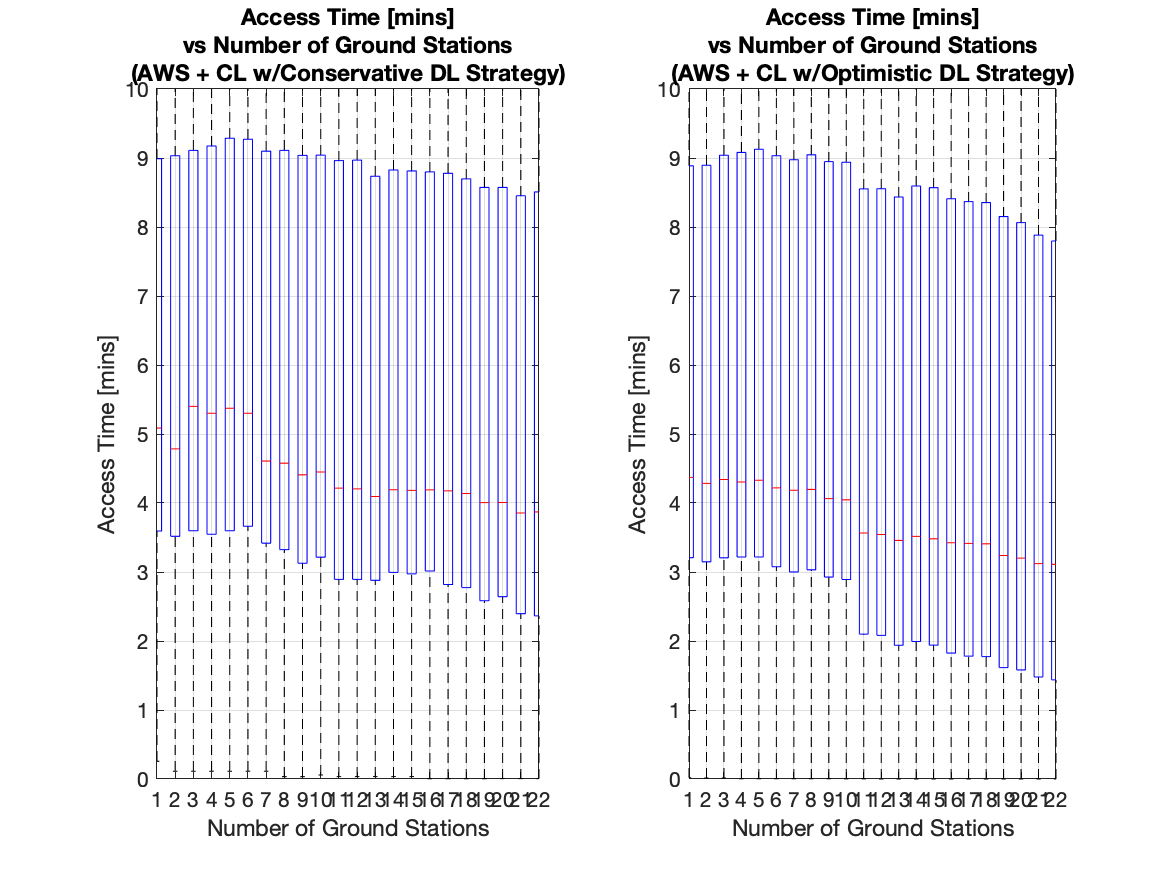 Access Time [mins]
vs Number of Ground Stations
(AWS + CL w/Conservative DL Strategy)
10
9
8
7
6
5
4
3
2
1
0
Access Time [mins]
1 2 3 4 5 6 7 8 9 10 11 12 13 14 15 16 17 18 19 20 21 22
Number of Ground Stations
Access Time [mins]
vs Number of Ground Stations
(AWS + CL w/Optimistic DL Strategy)
10
9
8
7
6
5
4
3
2
1
0
Access Time [mins]
1 2 3 4 5 6 7 8 9 10 11 12 13 14 15 16 17 18 19 20 21 22
Number of Ground Stations